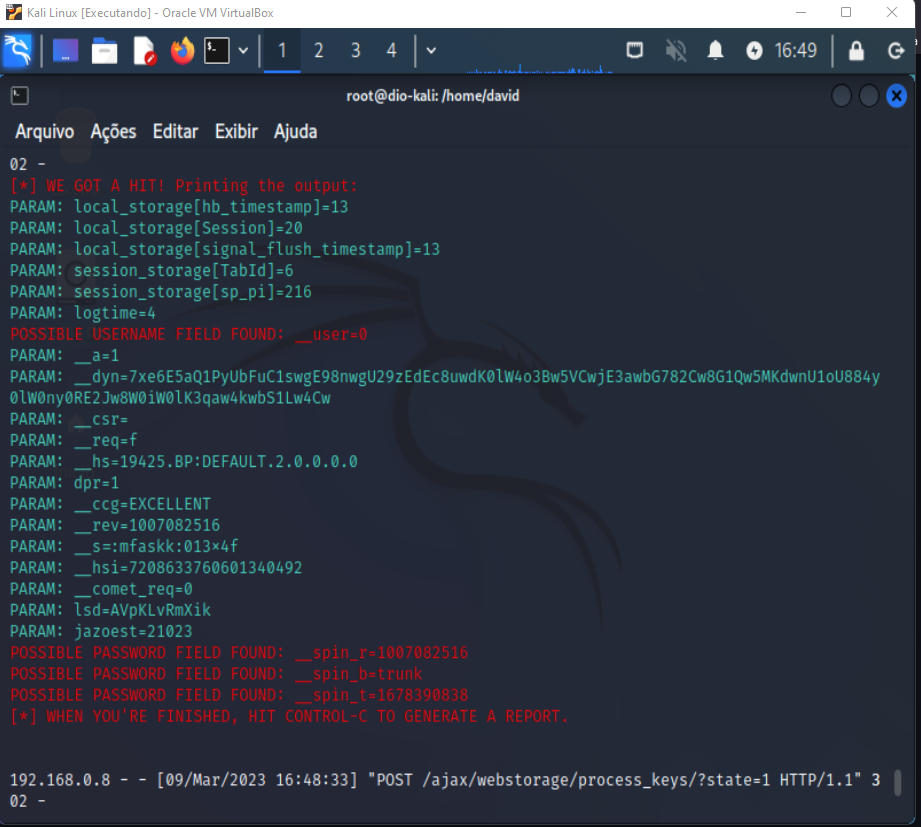 Kali Linux [Executando] - Oracle VM VirtualBox
1 2 3 4 16:49
root@dio-kali: /home/david
Arquivo Ações Editar Exibir Ajuda
02 -
[*] WE GOT A HIT! Printing the output:
PARAM: local_storage[hb_timestamp]=13
PARAM: local_storage[Session]=20
PARAM: local_storage[signal_flush_timestamp]=13
PARAM: session_storage[TabId]=6
PARAM: session_storage[sp_pi]=216
PARAM: logtime=4
POSSIBLE USERNAME FIELD FOUND: __user=0
PARAM: __a=1
PARAM: __dyn=7xe6E5aQ1PyUbFuC1swgE98nwgU29zEdEc8uwdK0lW4o3Bw5VCwjE3awbG782Cw8G1Qw5MKdwnU1oU884y
0lW0ny0RE2Jw8W0iW0lK3qaw4kwbS1Lw4Cw
PARAM: __csr=
PARAM: __req=f
PARAM: __hs=19425.BP:DEFAULT.2.0.0.0.0
PARAM: dpr=1
PARAM: __ccg=EXCELLENT
PARAM: __rev=1007082516
PARAM: __s=:mfaskk:013×4f
PARAM: __hsi=7208633760601340492
PARAM: __comet_req=0
PARAM: lsd=AVpKLvRmXik
PARAM: jazoest=21023
POSSIBLE PASSWORD FIELD FOUND: __spin_r=1007082516
POSSIBLE PASSWORD FIELD FOUND: __spin_b=trunk
POSSIBLE PASSWORD FIELD FOUND: __spin_t=1678390838
[*] WHEN YOU'RE FINISHED, HIT CONTROL-C TO GENERATE A REPORT.
192.168.0.8 - - [09/Mar/2023 16:48:33] "POST /ajax/webstorage/process_keys/?state=1 HTTP/1.1" 3
02 -